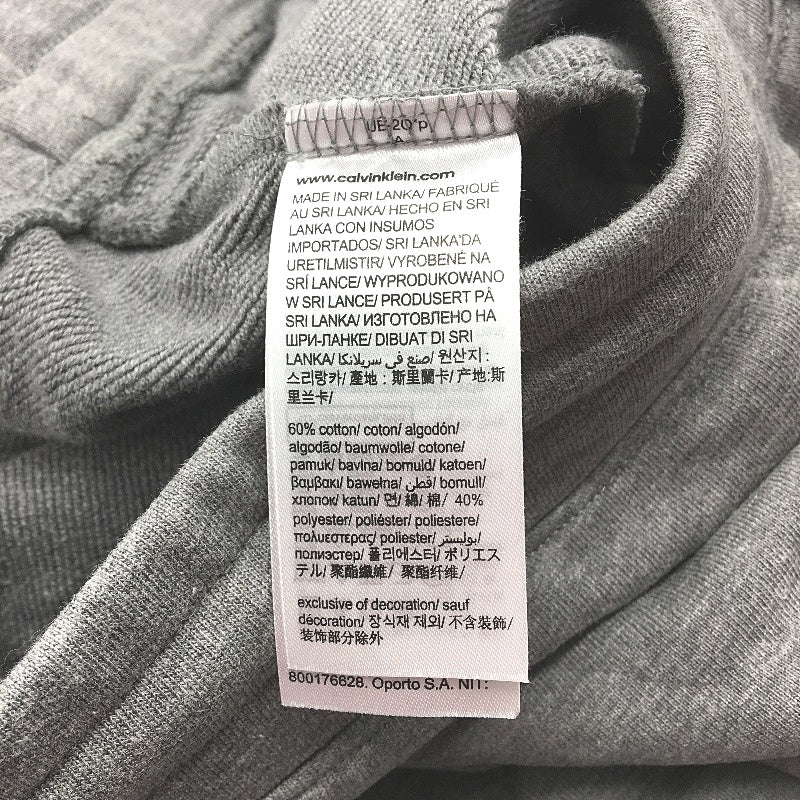 www.calvinklein.com
MADE IN SRI LANKA/ FABRIQUÉ
AU SRI LANKA/ HECHO EN SRI
LANKA CON INSUMOS
IMPORTADOS/ SRI LANKA'DA
URETILMISTIR/ VYROBENÉ NA
SRÍ LANCE/ WYPRODUKOWANO
W SRI LANCE/ PRODUSERT PÅ
SRI LANKA/ ИЗГОТОВЛЕНО НА
ШРИ-ЛАНКЕ/ DIBUAT DI SRI
LANKA/ صنع في سريلانكا/ 원산지 :
스리랑카/ 產地 : 斯里蘭卡/ 产地:斯
里兰卡/
60% cotton/ coton/ algodón/
algodão/ baumwolle/ cotone/
pamuk/ bavlna/ bomuld/ katoen/
βαμβακι/ bawełna/ قطن/ bomull/
хлопок/ katun/ 면/ 綿/ 棉/ 40%
polyester/ poliéster/ poliestere/
πολυεστερας/ poliester/ بوليستر/
полиэстер/ 폴리에스터/ ポリエス
テル/ 聚酯纖維/ 聚酯纤维/
exclusive of decoration/ sauf
décoration/ 장식재 제외/ 不含裝飾/
装饰部分除外
800176628. Oporto S.A. NIT: